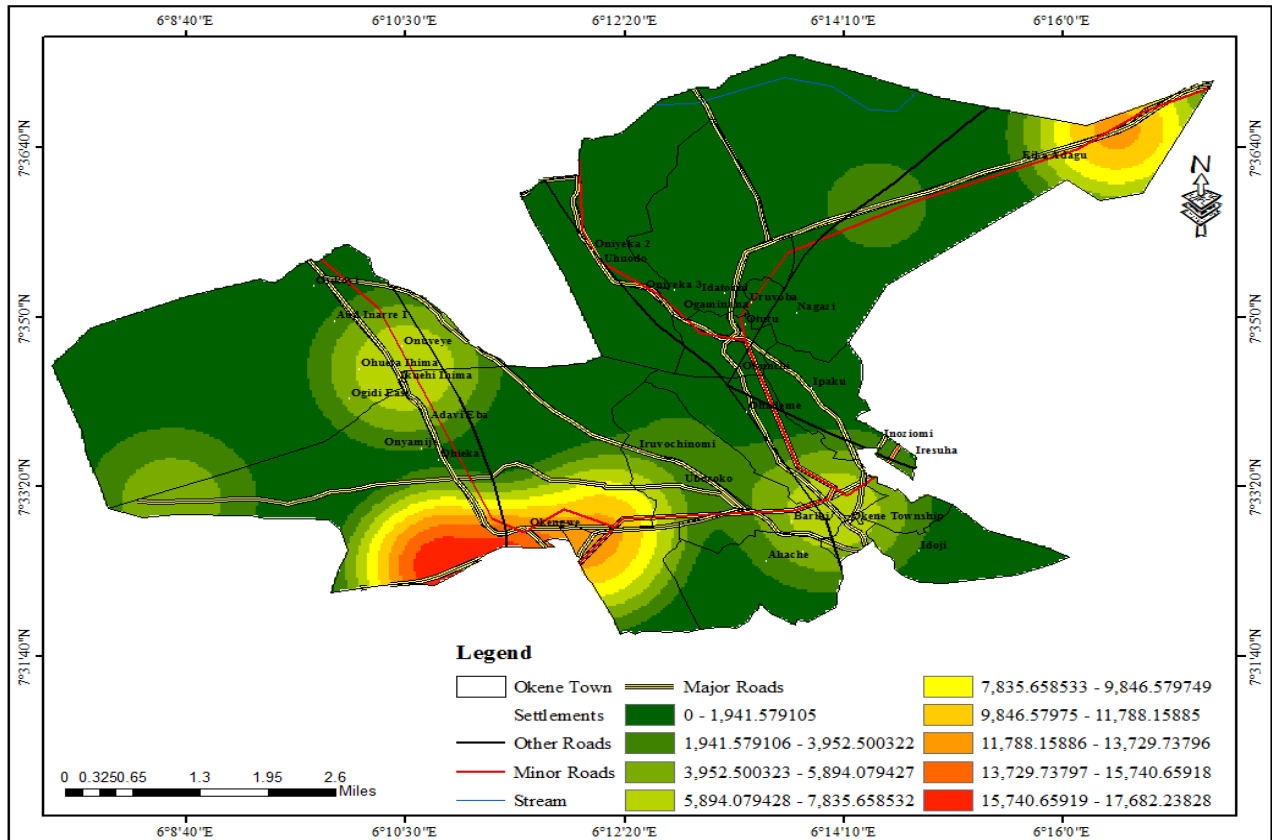 6°8'40"E 6°10'30"E 6°12'20"E 6°14'10"E 6°16'0"E
7°36'40"N 7°36'40"N
N
Kiba Adagu
Oniyeka 2
Uhuodo
Oniyeka 3 Idatomi
Uruvoba
Ogaminana Nagazi
Otutu
7°35'0"N 7°35'0"N
Aud Inarre I
Onuveye
Ohueta Ihima
Ikuehi Ihima
Ogidi East
Ipaku
Adavi Eba
Onyamiji
Ohieka
Inoziomi
Iresuha
Iruvochinomi
Uberoko
7°33'20"N 7°33'20"N
Okengwe
Okene Township
Idoji
Ahache
7°31'40"N 7°31'40"N
Legend
Okene Town Major Roads 7,835.658533 - 9,846.579749
Settlements 0 - 1,941.579105 9,846.57975 - 11,788.15885
Other Roads 1,941.579106 - 3,952.500322 11,788.15886 - 13,729.73796
Minor Roads 3,952.500323 - 5,894.079427 13,729.73797 - 15,740.65918
Stream 5,894.079428 - 7,835.658532 15,740.65919 - 17,682.23828
0 0.325 0.65 1.3 1.95 2.6
Miles
6°8'40"E 6°10'30"E 6°12'20"E 6°14'10"E 6°16'0"E